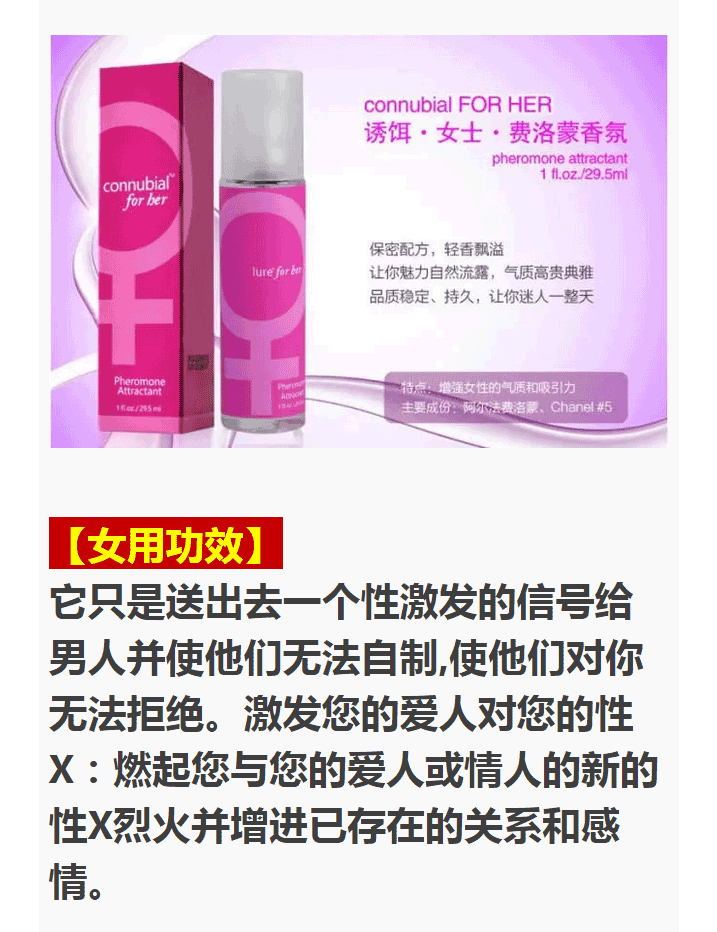 connubial FOR HER
诱饵·女士·费洛蒙香氛
pheromone attractant
1 fl.oz./29.5ml
connubial™
for her
lure® for her
保密配方，轻香飘溢
让你魅力自然流露，气质高贵典雅
品质稳定、持久，让你迷人一整天
Pheromone
Attractant
1 fl.oz./29.5 ml
Pheromone
Attractant
特点：增强女性的气质和吸引力
主要成份：阿尔法费洛蒙、Chanel #5
【女用功效】
它只是送出去一个性激发的信号给
男人并使他们无法自制,使他们对你
无法拒绝。激发您的爱人对您的性
X：燃起您与您的爱人或情人的新的
性X烈火并增进已存在的关系和感
情。